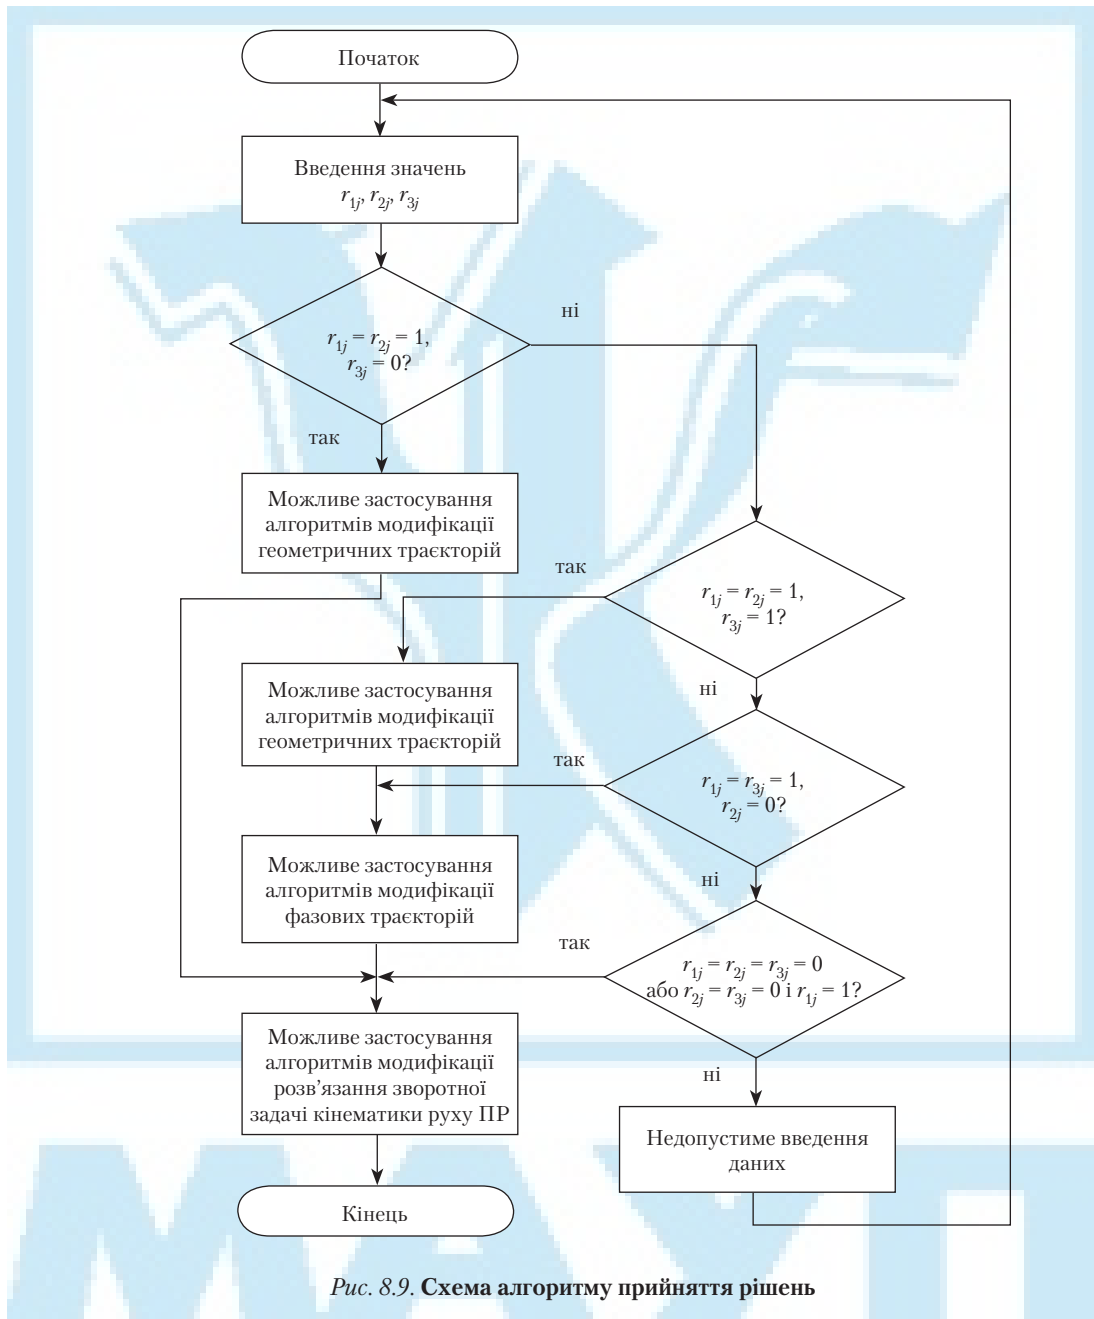 Початок
Введення значень
r1j, r2j, r3j
r1j = r2j = 1,
r3j = 0?
ні
так
Можливе застосування
алгоритмів модифікації
геометричних траєкторій
так
r1j = r2j = 1,
r3j = 1?
ні
Можливе застосування
алгоритмів модифікації
геометричних траєкторій
так
r1j = r3j = 1,
r2j = 0?
ні
Можливе застосування
алгоритмів модифікації
фазових траєкторій
так
r1j = r2j = r3j = 0
або r2j = r3j = 0 і r1j = 1?
ні
Можливе застосування
алгоритмів модифікації
розв'язання зворотної
задачі кінематики руху ПР
Недопустиме введення
даних
Кінець
Рис. 8.9. Схема алгоритму прийняття рішень
МАУП